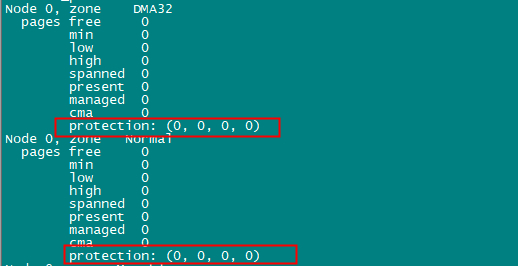 Node 0, zone    DMA32
  pages free     0
        min      0
        low      0
        high     0
        spanned  0
        present  0
        managed  0
        cma      0
        protection: (0, 0, 0, 0)
Node 0, zone   Normal
  pages free     0
        min      0
        low      0
        high     0
        spanned  0
        present  0
        managed  0
        cma      0
        protection: (0, 0, 0, 0)